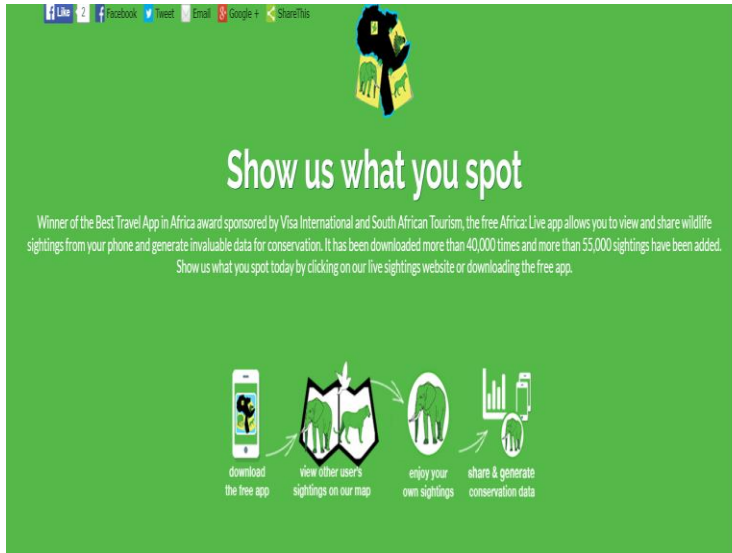 Like 2 Facebook Tweet Email Google + ShareThis
Show us what you spot
Winner of the Best Travel App in Africa award sponsored by Visa International and South African Tourism, the free Africa: Live app allows you to view and share wildlife
sightings from your phone and generate invaluable data for conservation. It has been downloaded more than 40,000 times and more than 55,000 sightings have been added.
Show us what you spot today by clicking on our live sightings website or downloading the free app.
download
the free app
view other user's
sightings on our map
enjoy your
own sightings
share & generate
conservation data